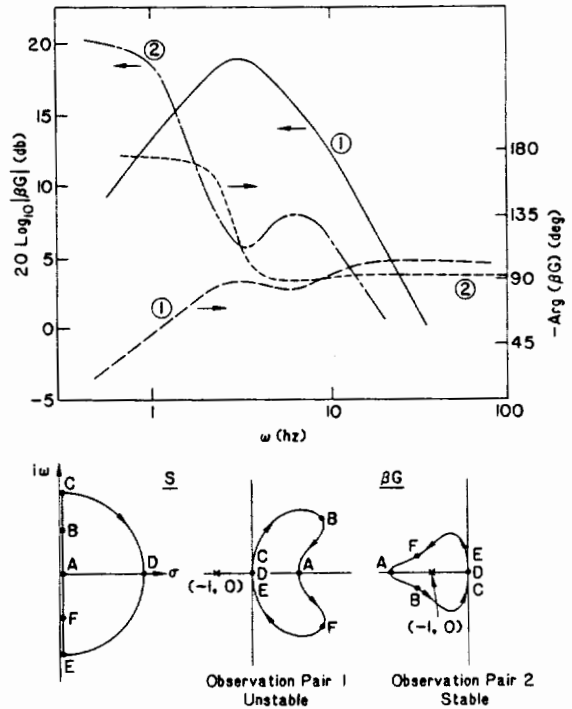 20
15
10
5
0
-5
20 Log10|βG| (db)
②
①
①
②
180
135
90
45
-Arg (βG) (deg)
1
10
100
ω (hz)
iω
S
βG
C
B
A
D
σ
F
E
C
D
E
B
A
F
(-1, 0)
A
F
B
E
D
C
(-1, 0)
Observation Pair 1
Unstable
Observation Pair 2
Stable